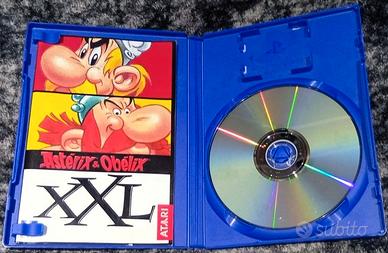 Astérix & Obélix
XXL
ATARI
subito